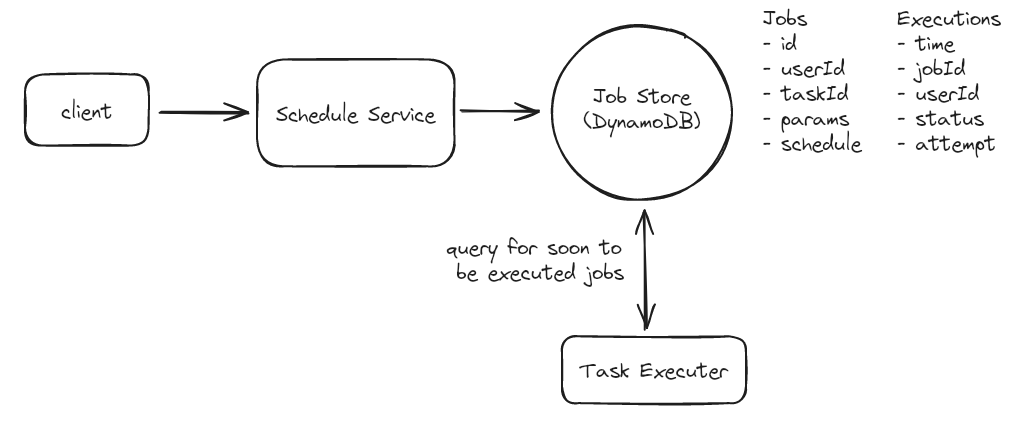 client
Schedule Service
Job Store
(DynamoDB)
Jobs
- id
- userId
- taskId
- params
- schedule
Executions
- time
- jobId
- userId
- status
- attempt
query for soon to
be executed jobs
Task Executer